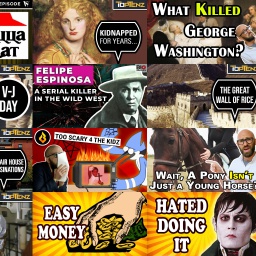 EPISODE
TOPTENZ
WHAT KILLED
GEORGE
WASHINGTON?
KIDNAPPED
FOR YEARS...
TOPTENZ
FELIPE
ESPINOSA
A SERIAL KILLER
IN THE WILD WEST
TOPTENZ
V-J
DAY
THE GREAT
WALL OF RICE
TOO SCARY 4 THE KIDZ
WAIT, A PONY ISN'T
JUST A YOUNG HORSE?
TOPTENZ
EASY
MONEY
HATED
DOING
IT